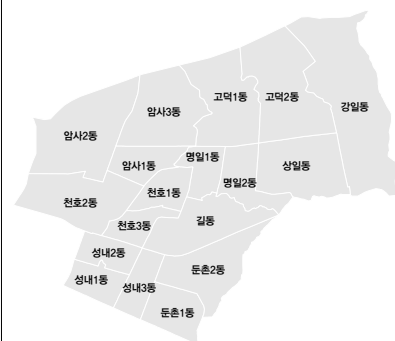 고덕1동
고덕2동
강일동
암사3동
암사2동
명일1동
암사1동
상일동
명일2동
천호1동
천호2동
길동
천호3동
성내2동
둔촌2동
성내1동
성내3동
둔촌1동